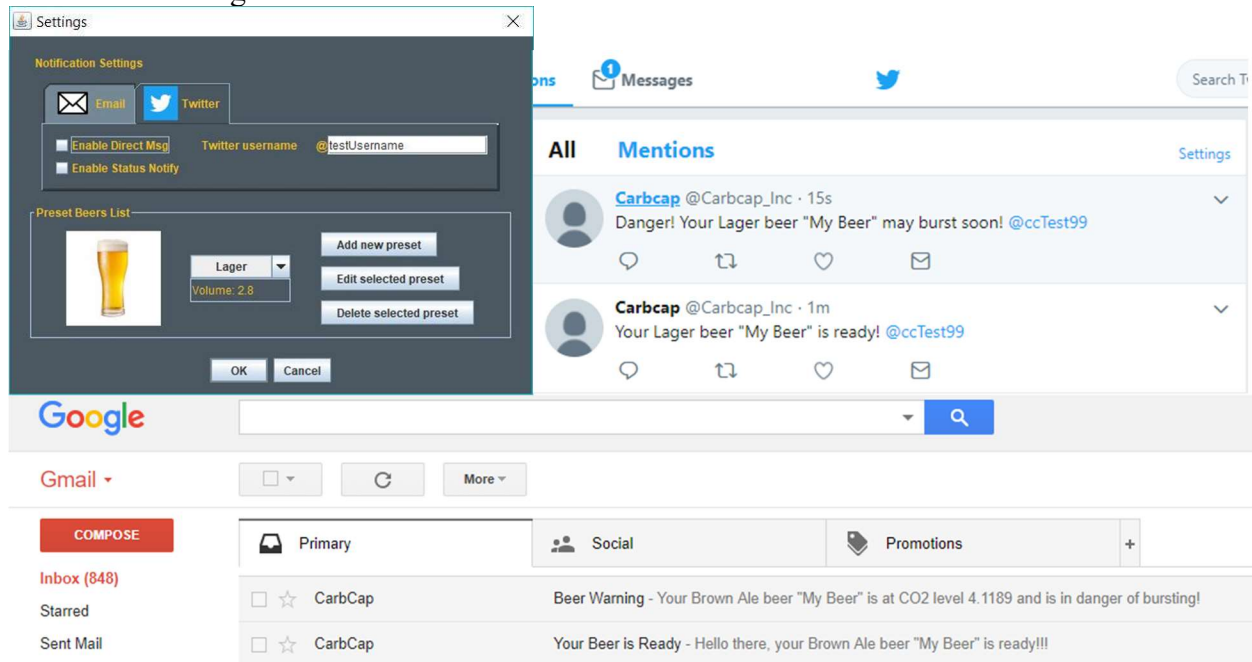 Settings
Notification Settings
Email
Twitter
Enable Direct Msg
Twitter username @testUsername
Enable Status Notify
Preset Beers List
Lager
Volume: 2.8
Add new preset
Edit selected preset
Delete selected preset
OK
Cancel
1
Messages
Search
All
Mentions
Settings
Carbcap @Carbcap_Inc · 15s
Danger! Your Lager beer "My Beer" may burst soon! @ccTest99
Carbcap @Carbcap_Inc · 1m
Your Lager beer "My Beer" is ready! @ccTest99
Google
Gmail
More
COMPOSE
Primary
Social
Promotions
+
Inbox (848)
Starred
Sent Mail
CarbCap Beer Warning - Your Brown Ale beer "My Beer" is at CO2 level 4.1189 and is in danger of bursting!
CarbCap Your Beer is Ready - Hello there, your Brown Ale beer "My Beer" is ready!!!